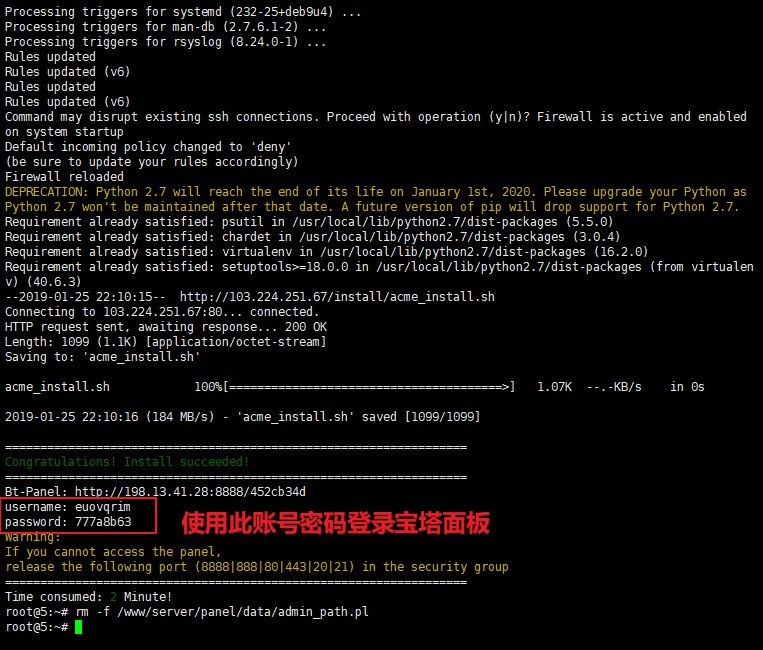 Processing triggers for systemd (232-25+deb9u4) ...
Processing triggers for man-db (2.7.6.1-2) ...
Processing triggers for rsyslog (8.24.0-1) ...
Rules updated
Rules updated (v6)
Rules updated
Rules updated (v6)
Command may disrupt existing ssh connections. Proceed with operation (y|n)? Firewall is active and enabled
on system startup
Default incoming policy changed to 'deny'
(be sure to update your rules accordingly)
Firewall reloaded
DEPRECATION: Python 2.7 will reach the end of its life on January 1st, 2020. Please upgrade your Python as
Python 2.7 won't be maintained after that date. A future version of pip will drop support for Python 2.7.
Requirement already satisfied: psutil in /usr/local/lib/python2.7/dist-packages (5.5.0)
Requirement already satisfied: chardet in /usr/local/lib/python2.7/dist-packages (3.0.4)
Requirement already satisfied: virtualenv in /usr/local/lib/python2.7/dist-packages (16.2.0)
Requirement already satisfied: setuptools>=18.0.0 in /usr/local/lib/python2.7/dist-packages (from virtualen
v) (40.6.3)
--2019-01-25 22:10:15--  http://103.224.251.67/install/acme_install.sh
Connecting to 103.224.251.67:80... connected.
HTTP request sent, awaiting response... 200 OK
Length: 1099 (1.1K) [application/octet-stream]
Saving to: 'acme_install.sh'
acme_install.sh            100%[=======================================>]   1.07K  --.-KB/s    in 0s
2019-01-25 22:10:16 (184 MB/s) - 'acme_install.sh' saved [1099/1099]
==================================================================
Congratulations! Install succeeded!
==================================================================
Bt-Panel: http://198.13.41.28:8888/452cb34d
username: euovqrim
password: 777a8b63 使用此账号密码登录宝塔面板
Warning:
If you cannot access the panel,
release the following port (8888|888|80|443|20|21) in the security group
==================================================================
Time consumed: 2 Minute!
root@5:~# rm -f /www/server/panel/data/admin_path.pl
root@5:~#